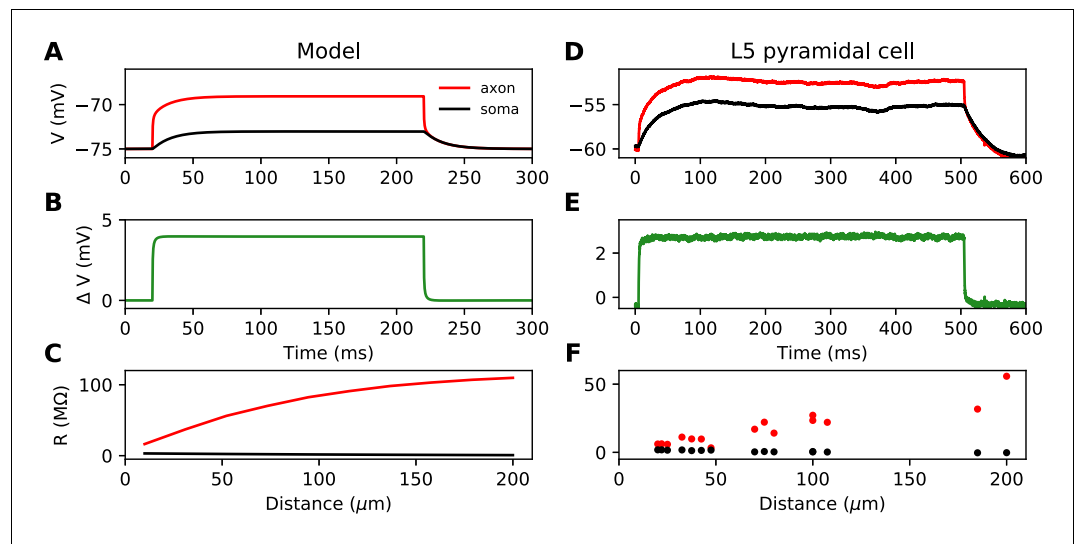 A Model
V (mV)
−70
−75
axon
soma
0 50 100 150 200 250 300
B
Δ V (mV)
5
0
0 50 100 150 200 250 300
Time (ms)
C
R (MΩ)
100
0
0 50 100 150 200
Distance (μm)
D L5 pyramidal cell
−55
−60
0 100 200 300 400 500 600
E
2
0
0 100 200 300 400 500 600
Time (ms)
F
50
0
0 50 100 150 200
Distance (μm)